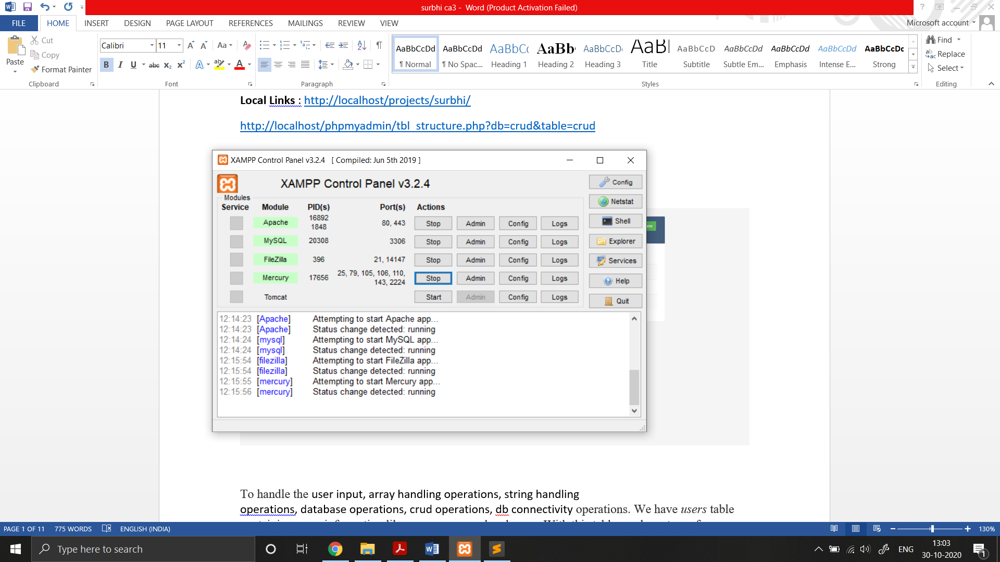 surbhi ca3 - Word (Product Activation Failed)
FILE HOME INSERT DESIGN PAGE LAYOUT REFERENCES MAILINGS REVIEW VIEW Microsoft account
Paste
Cut
Copy
Format Painter
Clipboard
Calibri 11
Font
Paragraph
AaBbCcDd AaBbCcDd AaBbCc AaBb AaBbCcD AaB AaBbCcD AaBbCcDd AaBbCcDd AaBbCcDd AaBbCcDc
¶ Normal ¶ No Spac... Heading 1 Heading 2 Heading 3 Title Subtitle Subtle Em... Emphasis Intense E... Strong
Styles
Find
Replace
Select
Editing
Local Links : http://localhost/projects/surbhi/
http://localhost/phpmyadmin/tbl_structure.php?db=crud&table=crud
XAMPP Control Panel v3.2.4 [ Compiled: Jun 5th 2019 ]
XAMPP Control Panel v3.2.4
Modules
Service Module PID(s) Port(s) Actions
Apache 16892 1848 80, 443 Stop Admin Config Logs
MySQL 20308 3306 Stop Admin Config Logs
FileZilla 396 21, 14147 Stop Admin Config Logs
Mercury 17656 25, 79, 105, 106, 110, 143, 2224 Stop Admin Config Logs
Tomcat Start Admin Config Logs
Config
Netstat
Shell
Explorer
Services
Help
Quit
12:14:23 [Apache] Attempting to start Apache app...
12:14:23 [Apache] Status change detected: running
12:14:24 [mysql] Attempting to start MySQL app...
12:14:24 [mysql] Status change detected: running
12:15:54 [filezilla] Attempting to start FileZilla app...
12:15:54 [filezilla] Status change detected: running
12:15:55 [mercury] Attempting to start Mercury app...
12:15:56 [mercury] Status change detected: running
To handle the user input, array handling operations, string handling
operations, database operations, crud operations, db connectivity operations. We have users table
PAGE 1 OF 11 775 WORDS ENGLISH (INDIA) 130%
Type here to search
ENG
13:03
30-10-2020
1